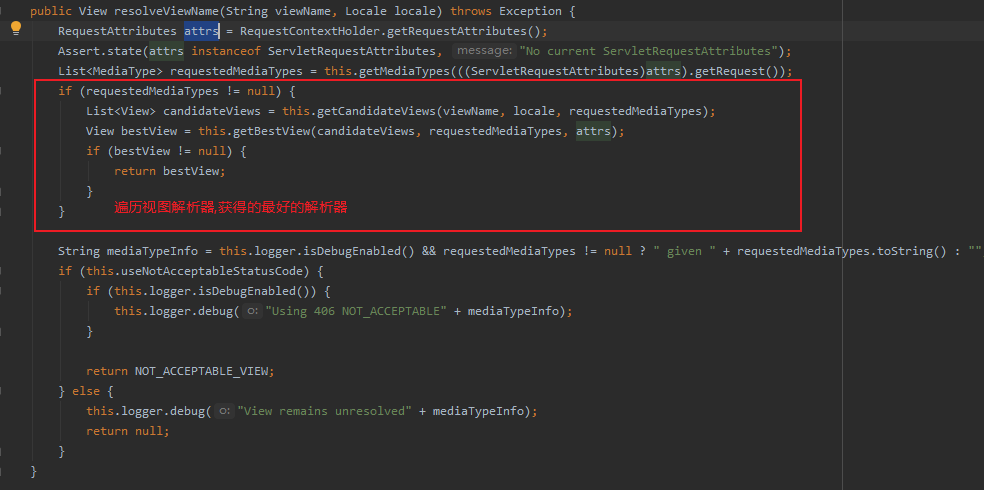 public View resolveViewName(String viewName, Locale locale) throws Exception {
RequestAttributes attrs = RequestContextHolder.getRequestAttributes();
Assert.state(attrs instanceof ServletRequestAttributes, message: "No current ServletRequestAttributes");
List<MediaType> requestedMediaTypes = this.getMediaTypes(((ServletRequestAttributes)attrs).getRequest());
if (requestedMediaTypes != null) {
List<View> candidateViews = this.getCandidateViews(viewName, locale, requestedMediaTypes);
View bestView = this.getBestView(candidateViews, requestedMediaTypes, attrs);
if (bestView != null) {
return bestView;
}
} 遍历视图解析器,获得的最好的解析器
String mediaTypeInfo = this.logger.isDebugEnabled() && requestedMediaTypes != null ? " given " + requestedMediaTypes.toString() : ""
if (this.useNotAcceptableStatusCode) {
if (this.logger.isDebugEnabled()) {
this.logger.debug( o: "Using 406 NOT_ACCEPTABLE" + mediaTypeInfo);
}
return NOT_ACCEPTABLE_VIEW;
} else {
this.logger.debug( o: "View remains unresolved" + mediaTypeInfo);
return null;
}
}